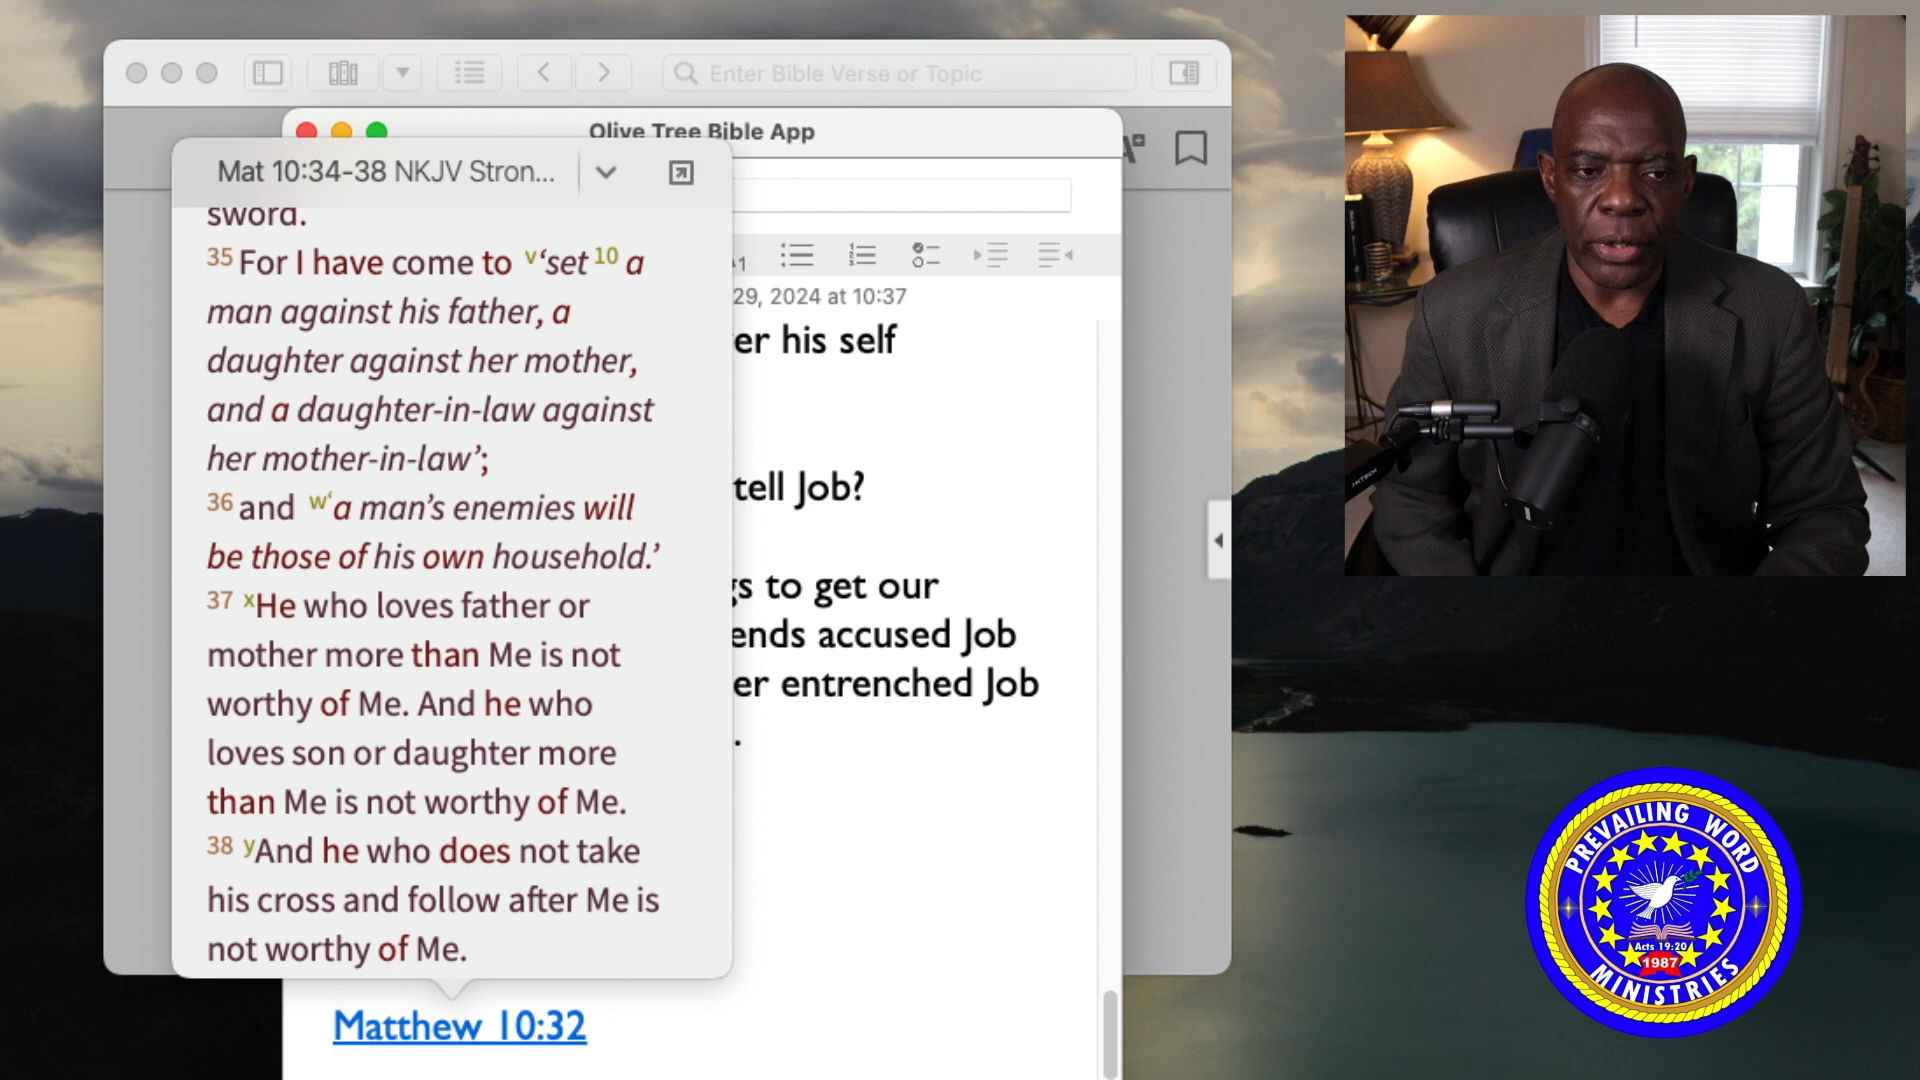 Enter Bible Verse or Topic
Olive Tree Bible App
Mat 10:34-38 NKJV Stron...
sword.
35 For I have come to v‘set 10 a
man against his father, a
daughter against her mother,
and a daughter-in-law against
her mother-in-law’;
36 and w‘a man’s enemies will
be those of his own household.’
37 xHe who loves father or
mother more than Me is not
worthy of Me. And he who
loves son or daughter more
than Me is not worthy of Me.
38 yAnd he who does not take
his cross and follow after Me is
not worthy of Me.
29, 2024 at 10:37
er his self
tell Job?
gs to get our
ends accused Job
er entrenched Job
.
Matthew 10:32
PREVAILING WORD
Acts 19:20
1987
MINISTRIES